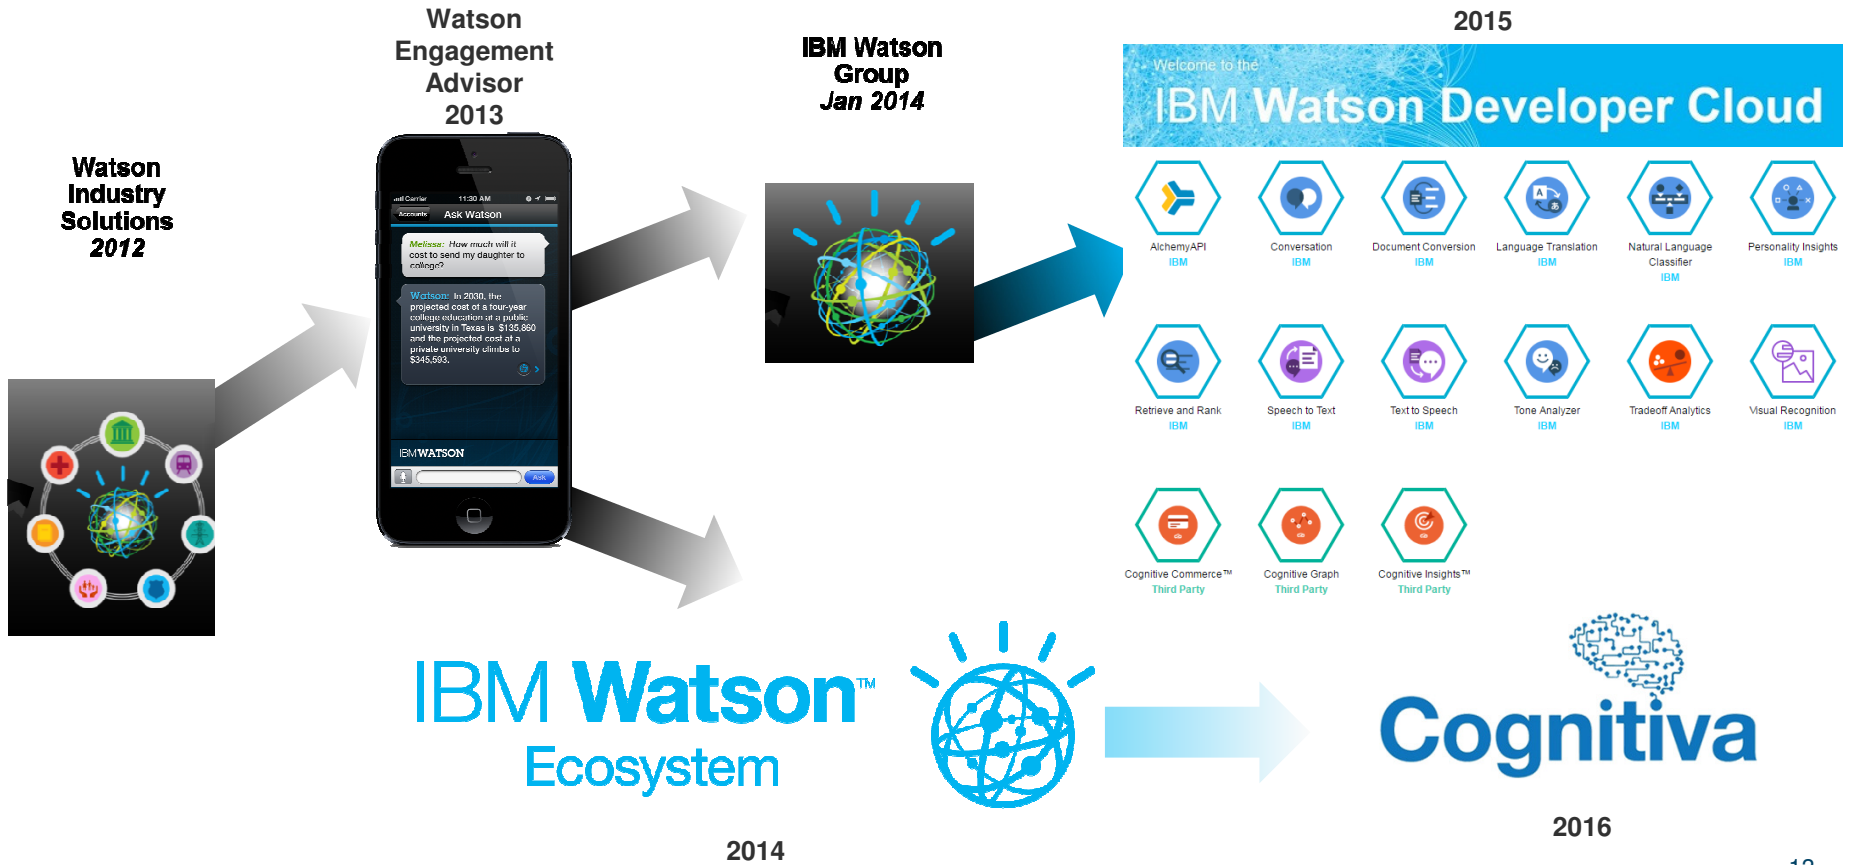 Watson
Industry
Solutions
2012
Watson
Engagement
Advisor
2013
Carrier
11:30 AM
Accounts
Ask Watson
Melissa: How much will it
cost to send my daughter to
college?
Watson: In 2030, the
projected cost of a four-year
college education at a public
university in Texas is $135,860
and the projected cost at a
private university climbs to
$345,593.
IBMWATSON
Ask
IBM Watson
Group
Jan 2014
2015
Welcome to the
IBM Watson Developer Cloud
AlchemyAPI
IBM
Conversation
IBM
Document Conversion
IBM
Language Translation
IBM
Natural Language
Classifier
IBM
Personality Insights
IBM
Retrieve and Rank
IBM
Speech to Text
IBM
Text to Speech
IBM
Tone Analyzer
IBM
Tradeoff Analytics
IBM
Visual Recognition
IBM
Cognitive Commerce™
Third Party
Cognitive Graph
Third Party
Cognitive Insights™
Third Party
IBM Watson™
Ecosystem
2014
Cognitiva
2016